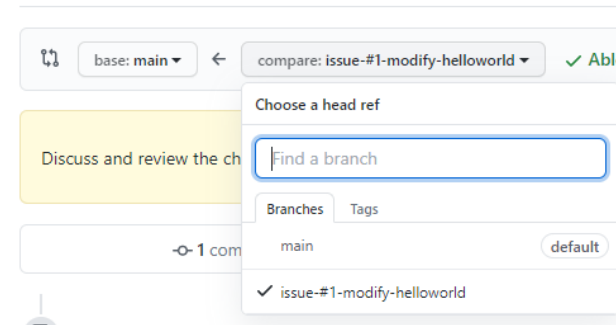 base: main
compare: issue-#1-modify-helloworld
Abl
Choose a head ref
Discuss and review the ch
Find a branch
Branches
Tags
1 com
main
default
issue-#1-modify-helloworld